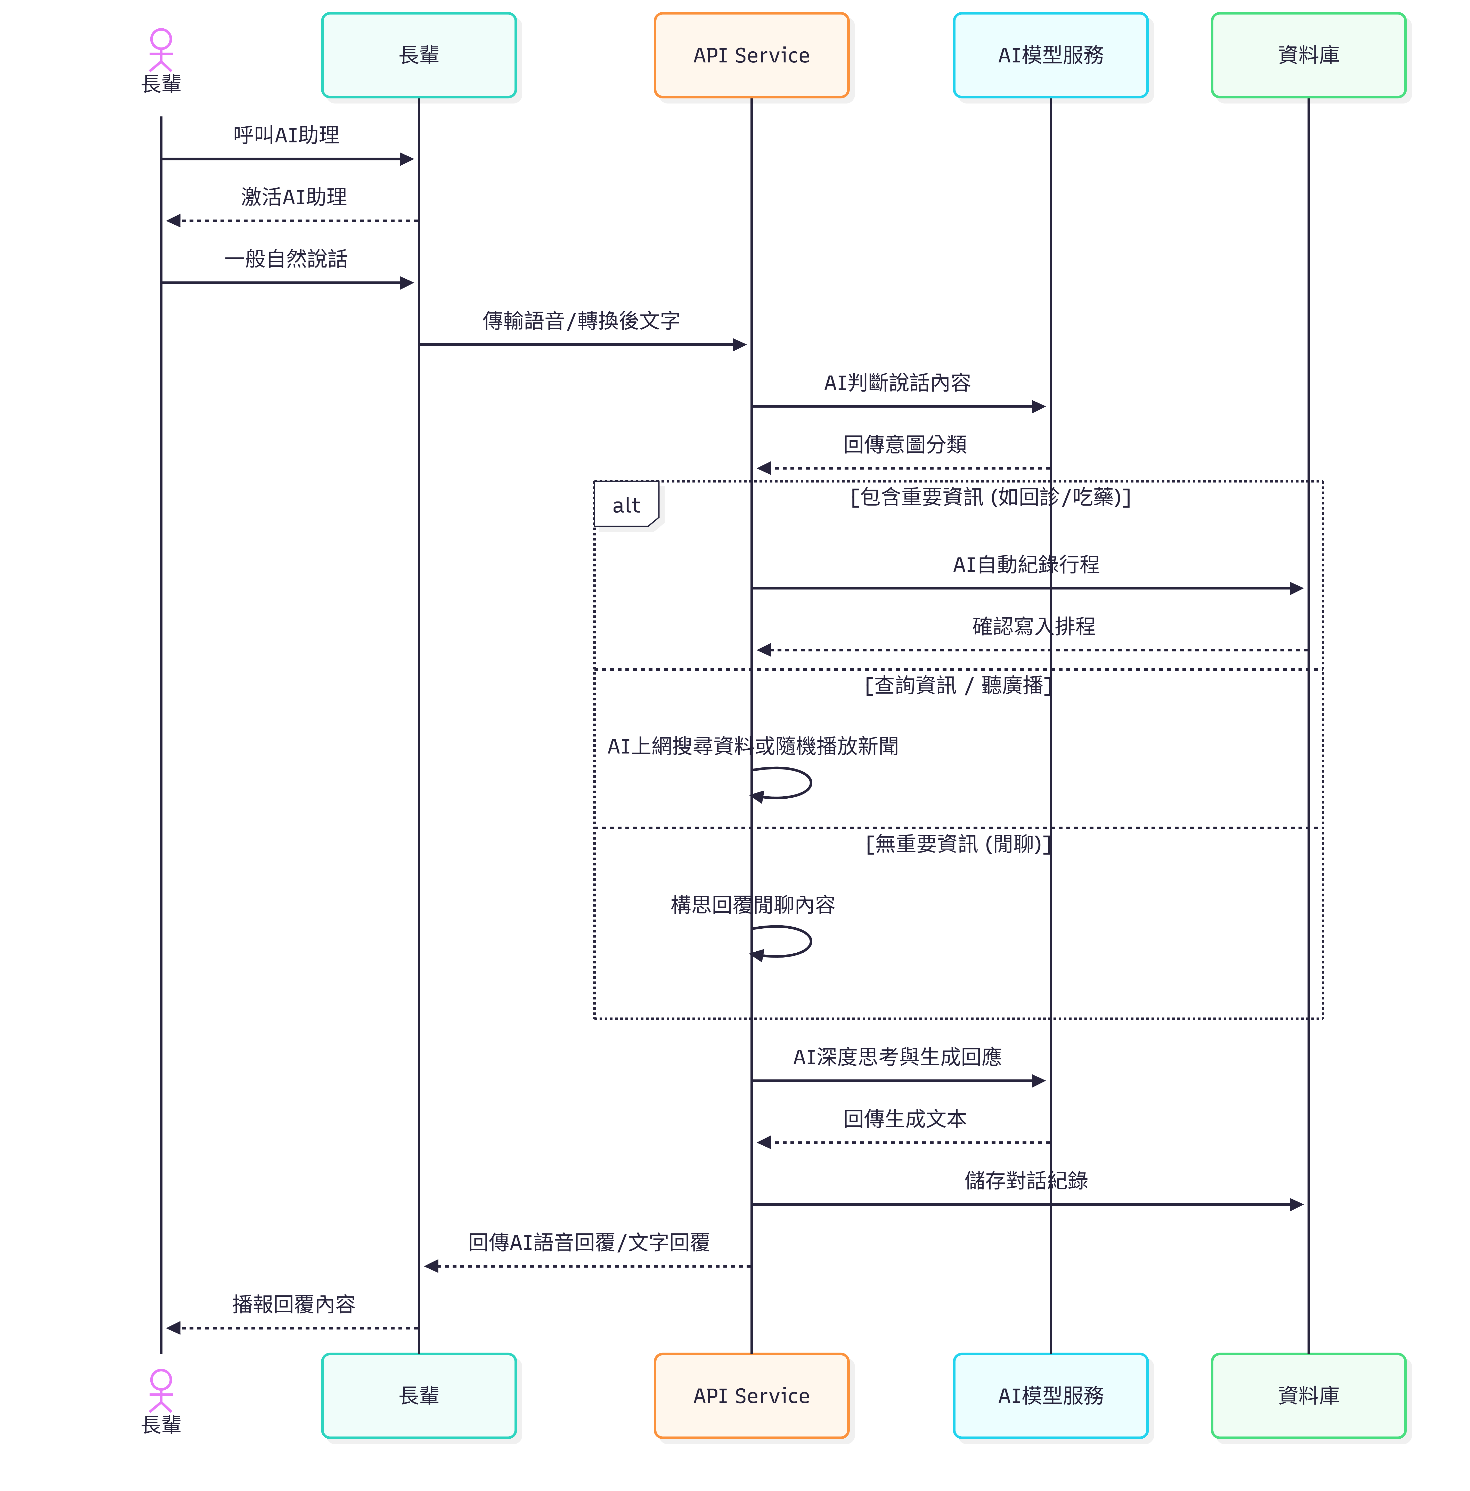 長輩
長輩
API Service
AI模型服務
資料庫
呼叫AI助理
激活AI助理
一般自然說話
傳輸語音/轉換後文字
AI判斷說話內容
回傳意圖分類
alt
[包含重要資訊 (如回診/吃藥)]
AI自動紀錄行程
確認寫入排程
[查詢資訊 / 聽廣播]
AI上網搜尋資料或隨機播放新聞
[無重要資訊 (閒聊)]
構思回覆閒聊內容
AI深度思考與生成回應
回傳生成文本
儲存對話紀錄
回傳AI語音回覆/文字回覆
播報回覆內容
長輩
長輩
API Service
AI模型服務
資料庫